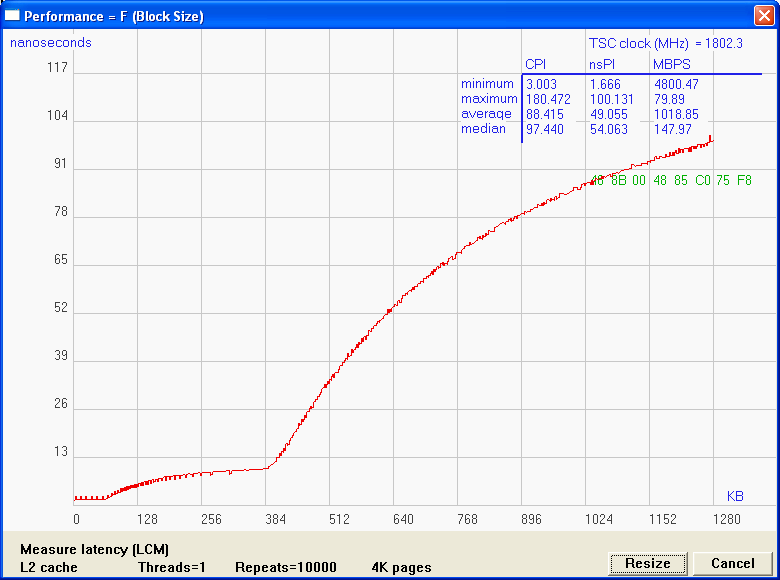 Performance = F (Block Size)
nanoseconds
TSC clock (MHz) = 1802.3
CPI nsPI MBPS
minimum 3.003 1.666 4800.47
maximum 180.472 100.131 79.89
average 88.415 49.055 1018.85
median 97.440 54.063 147.97
48 8B 00 48 85 C0 75 F8
117
104
91
78
65
52
39
26
13
KB
0 128 256 384 512 640 768 896 1024 1152 1280
Measure latency (LCM)
L2 cache Threads=1 Repeats=10000 4K pages
Resize Cancel